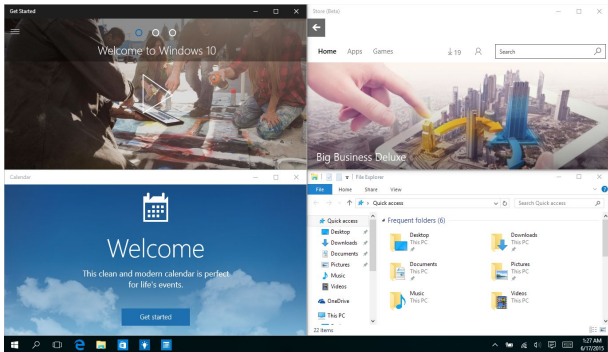 Get Started
Welcome to Windows 10
Store (Beta)
Home Apps Games 19 Search
Big Business Deluxe
Calendar
Welcome
This clean and modern calendar is perfect
for life's events.
Get started
File Explorer
File Home Share View
Quick access Search Quick access
Quick access
Desktop
Downloads
Documents
Pictures
Music
Videos
OneDrive
This PC
Frequent folders (6)
Desktop
This PC
Downloads
This PC
Documents
This PC
Pictures
This PC
Music
This PC
Videos
This PC
22 items
1:27 AM
6/17/2015